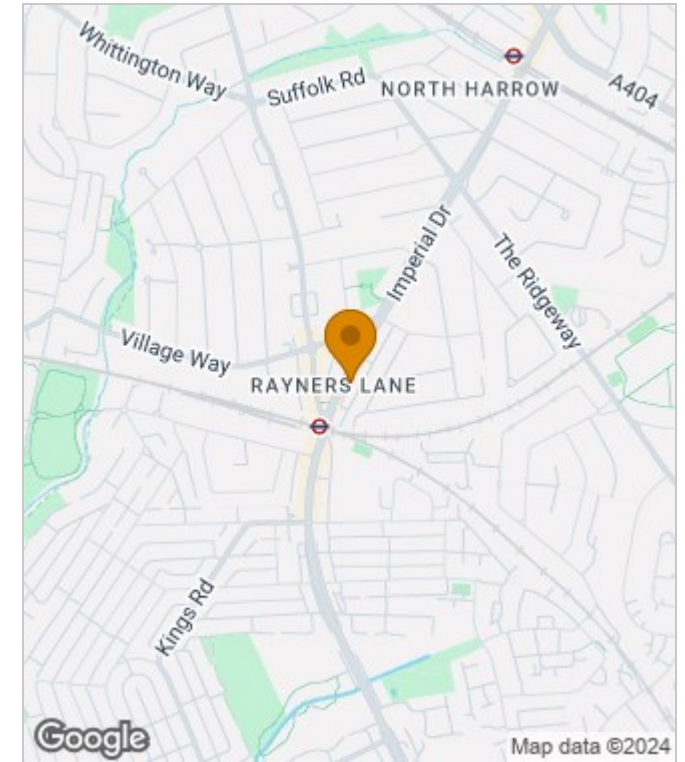 Whittington Way
Suffolk Rd
NORTH HARROW
A404
Imperial Dr
The Ridgeway
Village Way
RAYNERS LANE
Kings Rd
Google
Map data ©2024